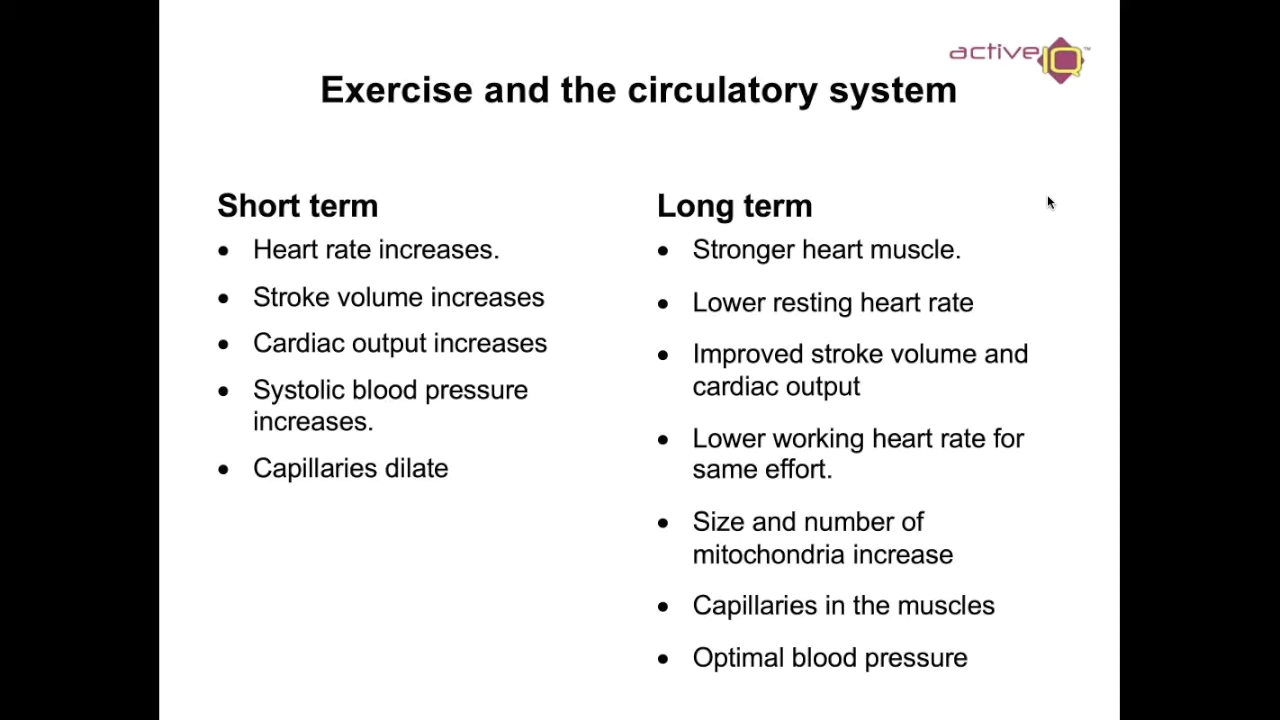 active IQ™
Exercise and the circulatory system
Short term
• Heart rate increases.
• Stroke volume increases
• Cardiac output increases
• Systolic blood pressure
increases.
• Capillaries dilate
Long term
• Stronger heart muscle.
• Lower resting heart rate
• Improved stroke volume and
cardiac output
• Lower working heart rate for
same effort.
• Size and number of
mitochondria increase
• Capillaries in the muscles
• Optimal blood pressure